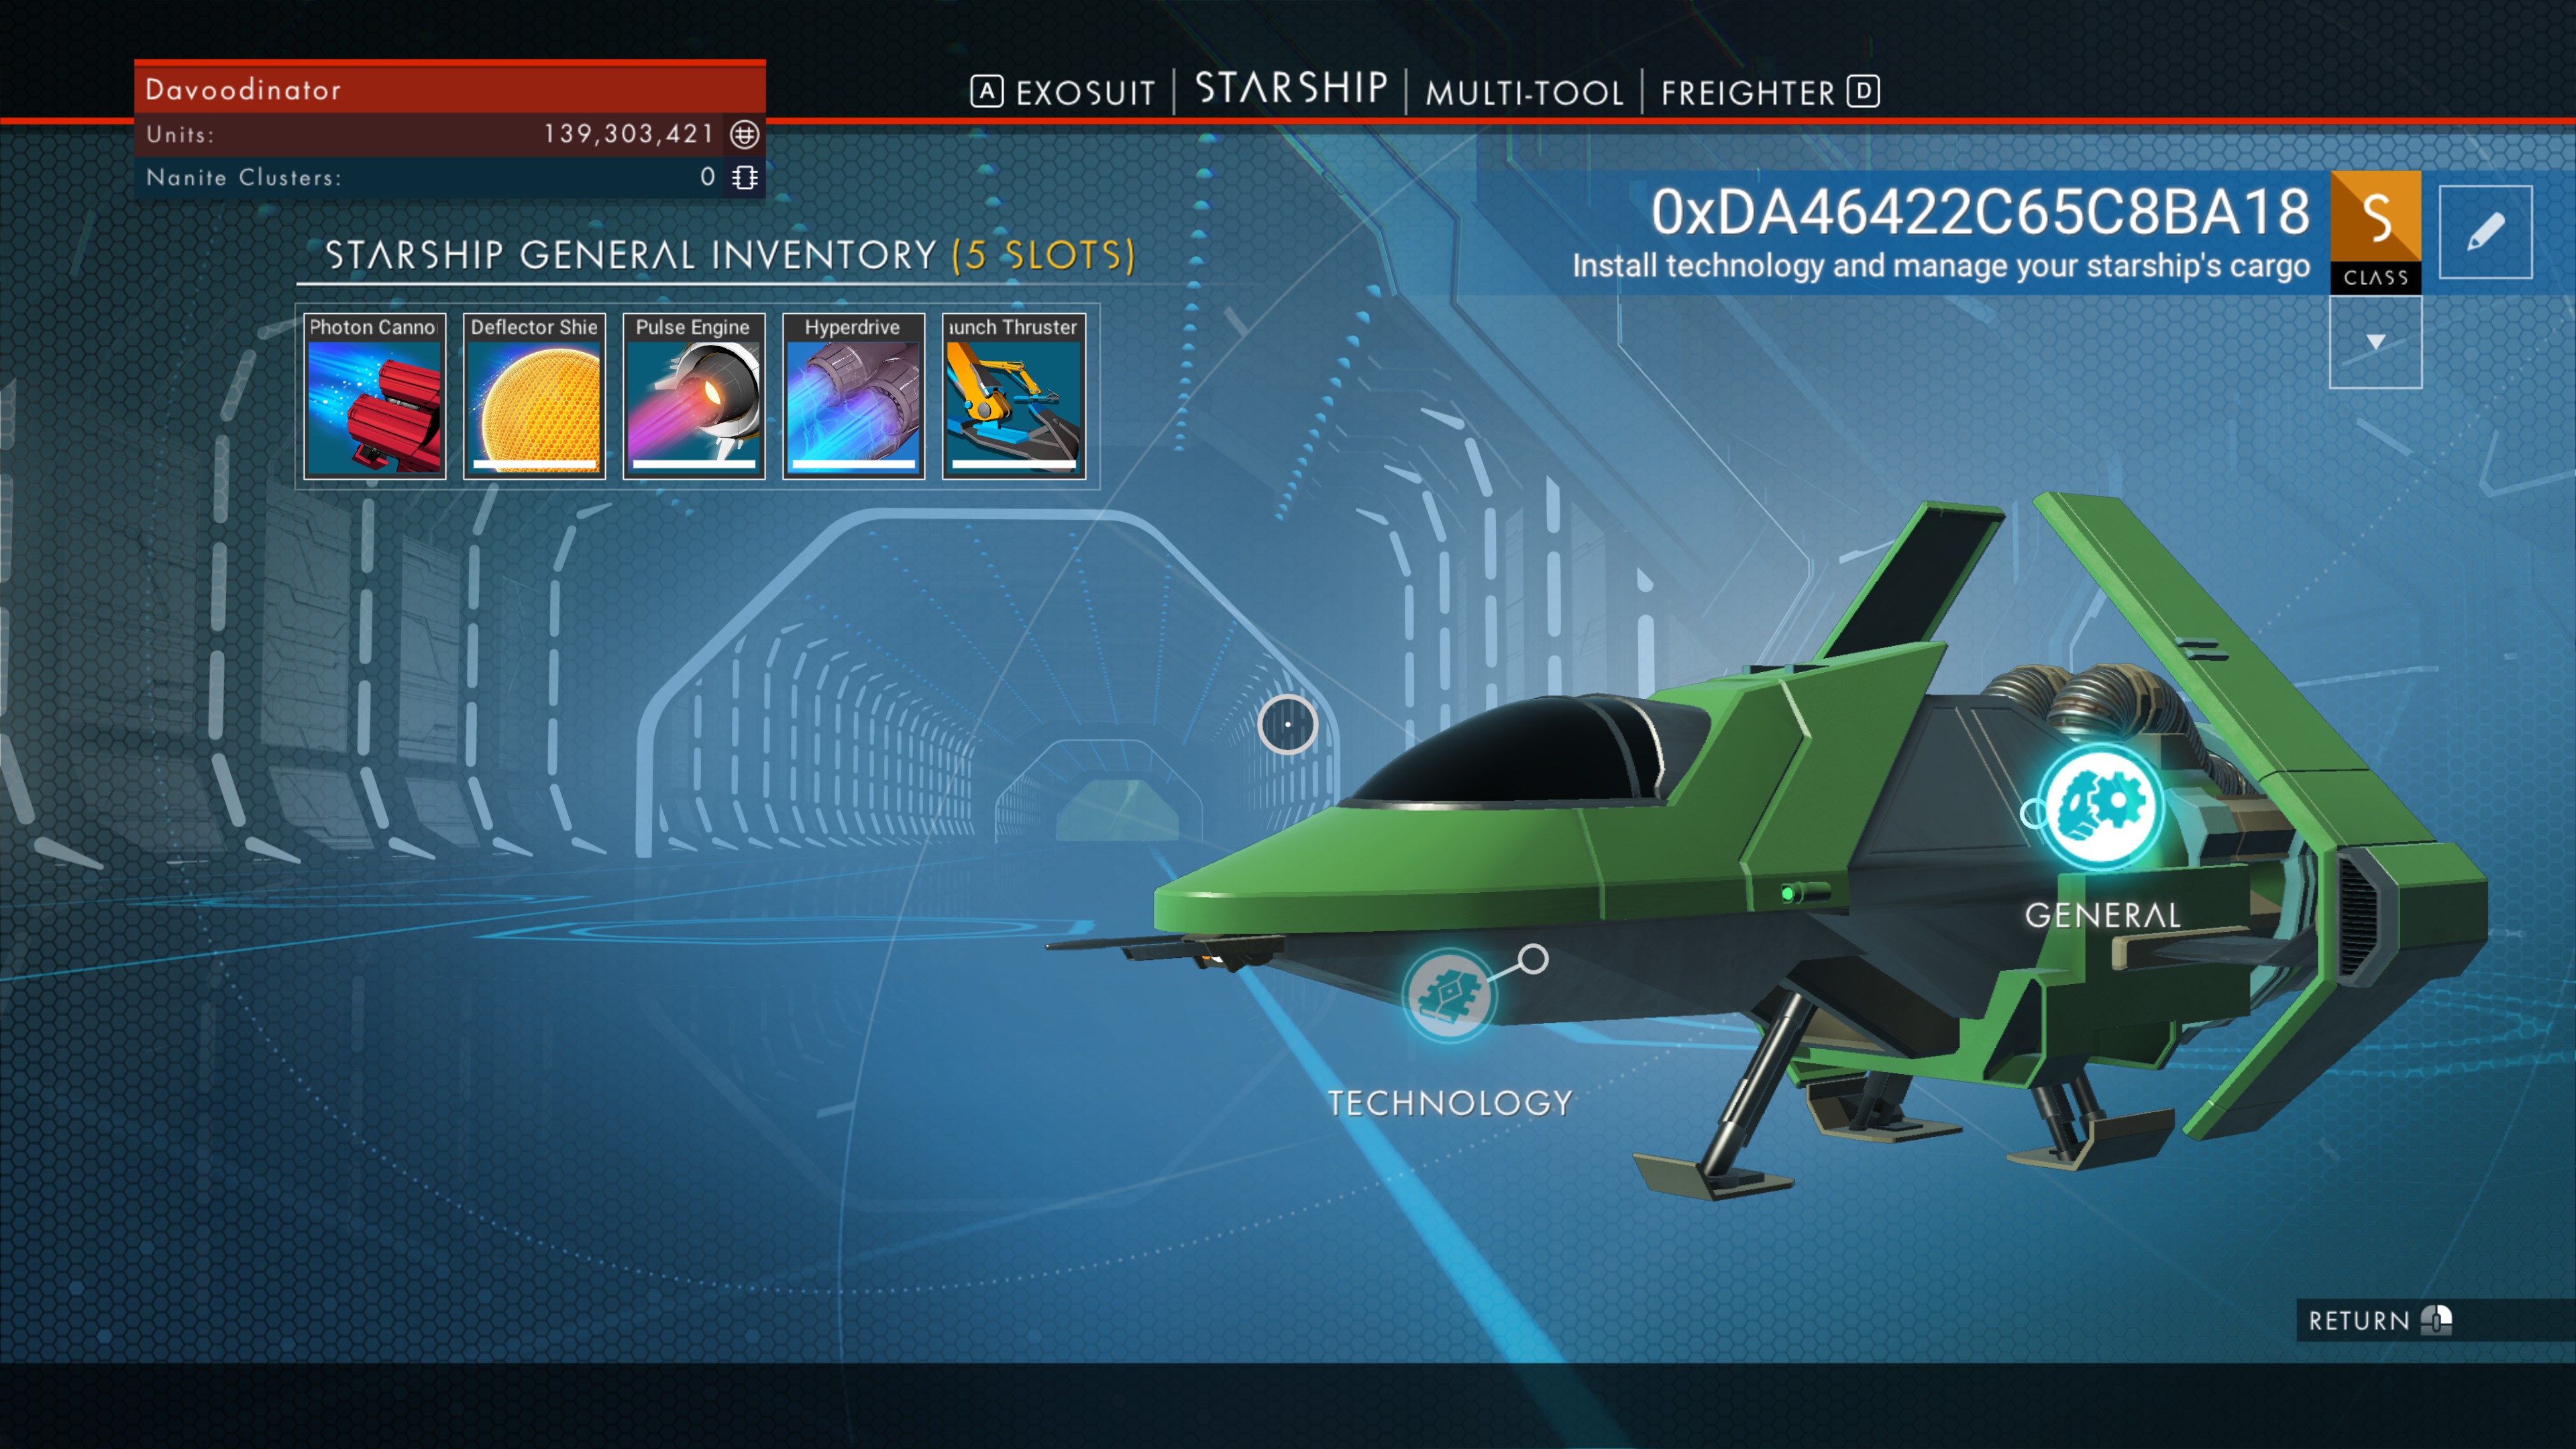 Davoodinator
Units: 139,303,421
Nanite Clusters: 0
A EXOSUIT STARSHIP MULTI-TOOL FREIGHTER D
0xDA46422C65C8BA18
Install technology and manage your starship's cargo
S
CLASS
STARSHIP GENERAL INVENTORY (5 SLOTS)
Photon Canno
Deflector Shie
Pulse Engine
Hyperdrive
aunch Thruster
GENERAL
TECHNOLOGY
RETURN